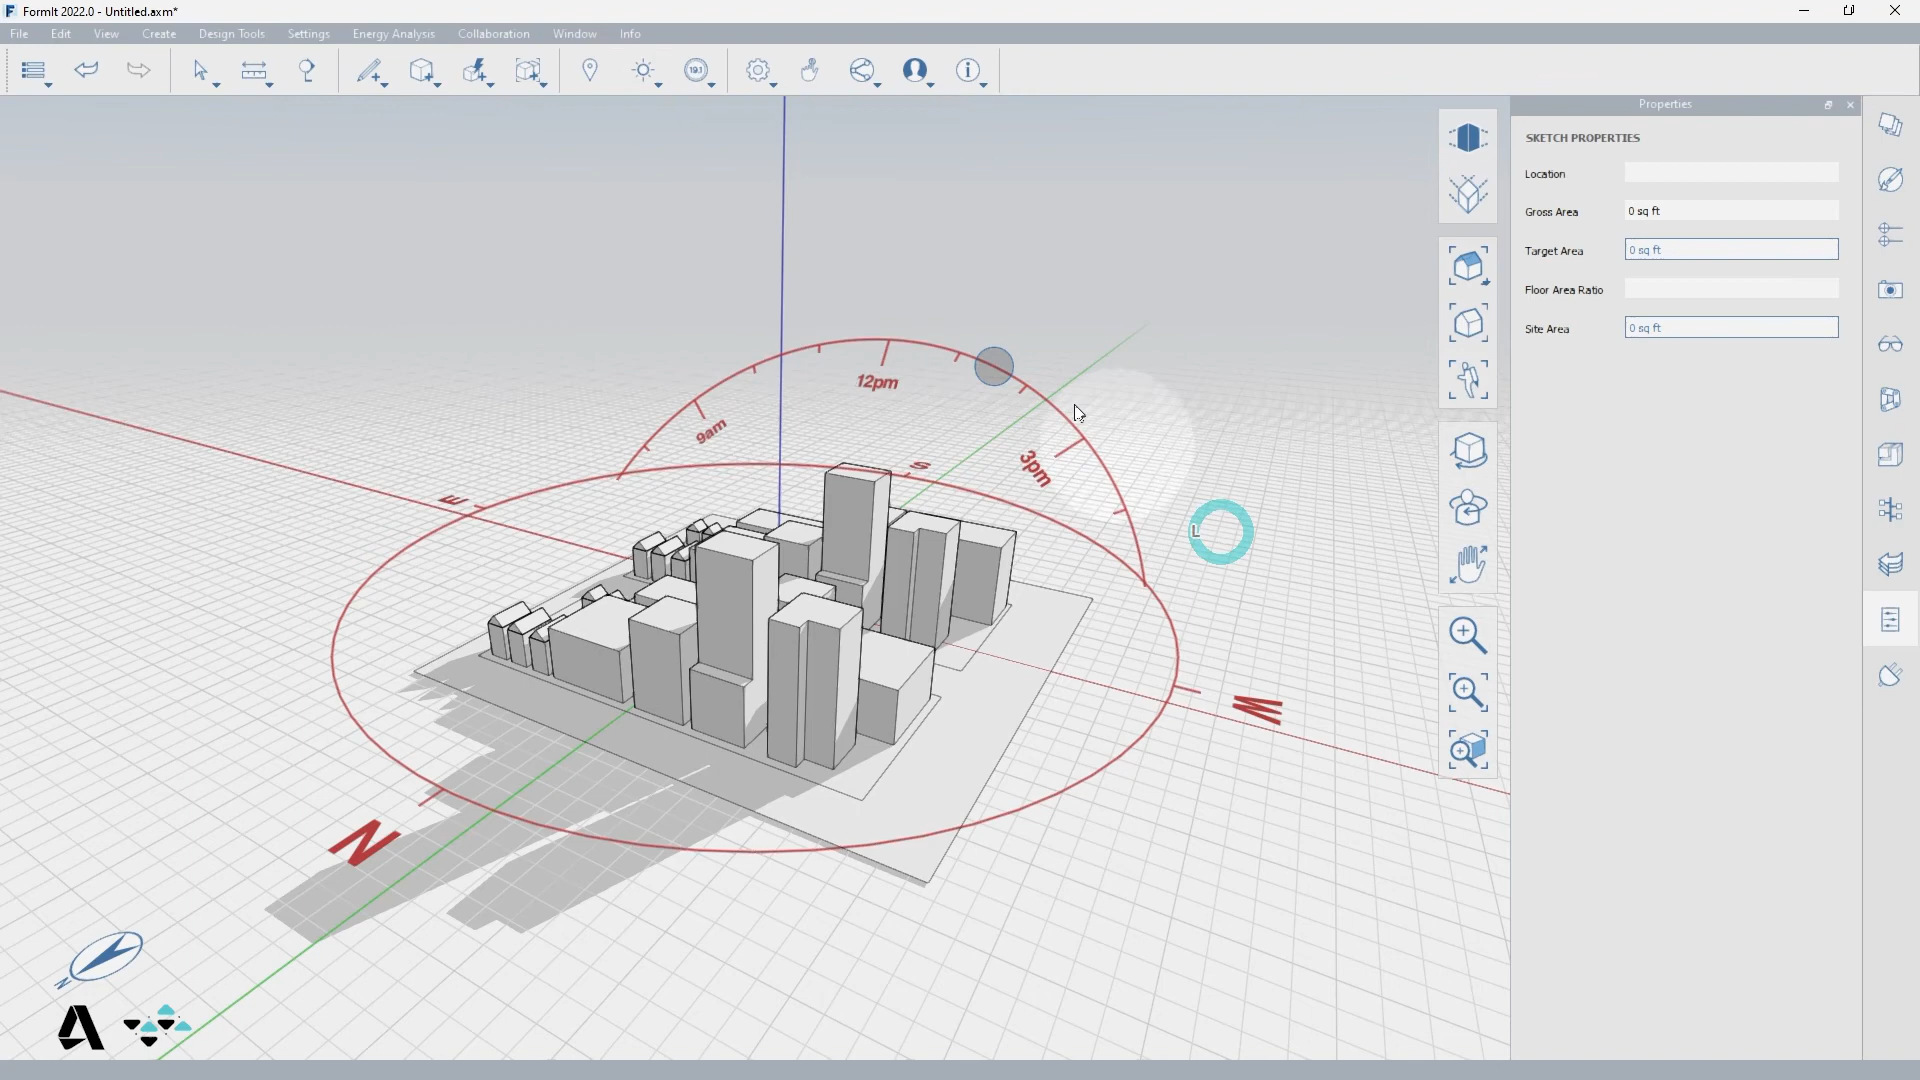 FormIt 2022.0 - Untitled.axm*
File Edit View Create Design Tools Settings Energy Analysis Collaboration Window Info
19.1
Properties
SKETCH PROPERTIES
Location
Gross Area 0 sq ft
Target Area 0 sq ft
Floor Area Ratio
Site Area 0 sq ft
12pm
9am
3pm
S
E
L
W
N
N